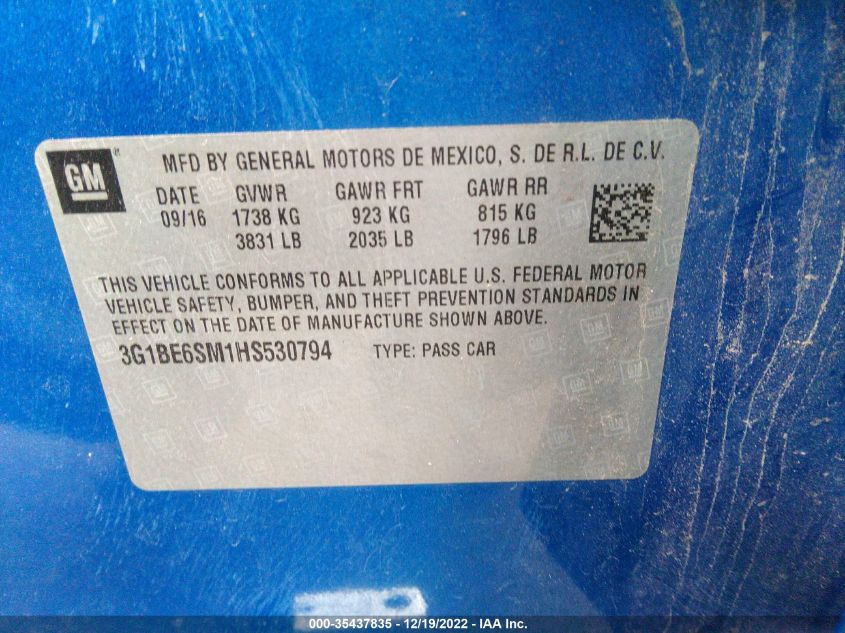 GM
MFD BY GENERAL MOTORS DE MEXICO, S. DE R.L. DE C.V.
DATE GVWR GAWR FRT GAWR RR
09/16 1738 KG 923 KG 815 KG
3831 LB 2035 LB 1796 LB
THIS VEHICLE CONFORMS TO ALL APPLICABLE U.S. FEDERAL MOTOR
VEHICLE SAFETY, BUMPER, AND THEFT PREVENTION STANDARDS IN
EFFECT ON THE DATE OF MANUFACTURE SHOWN ABOVE.
3G1BE6SM1HS530794 TYPE: PASS CAR
000-35437835 - 12/19/2022 - IAA Inc.